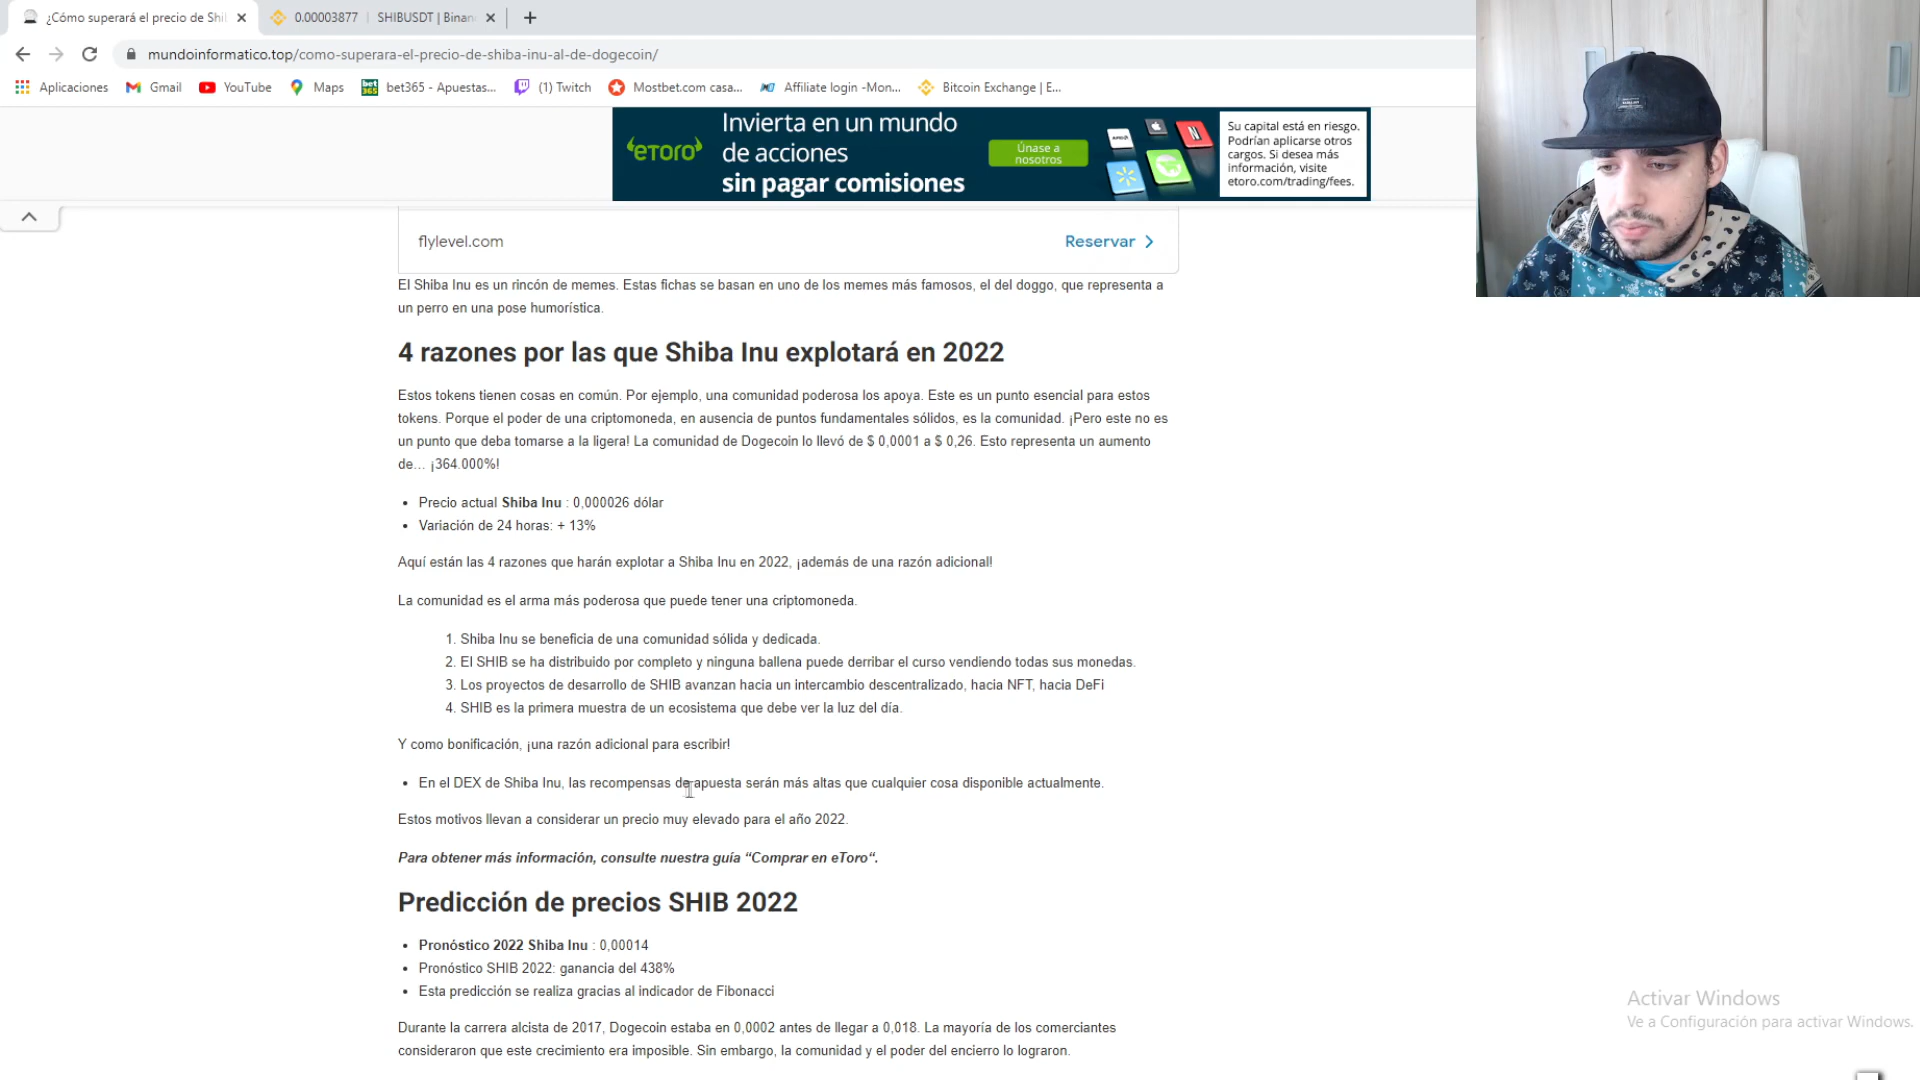 ¿Cómo superará el precio de Shi
0.00003877 | SHIBUSDT | Binan
mundoinformatico.top/como-superara-el-precio-de-shiba-inu-al-de-dogecoin/
Aplicaciones
Gmail
YouTube
Maps
bet365 - Apuestas...
(1) Twitch
Mostbet.com casa...
Affiliate login -Mon...
Bitcoin Exchange | E...
eToro
Invierta en un mundo
de acciones
sin pagar comisiones
Únase a
nosotros
Su capital está en riesgo.
Podrían aplicarse otros
cargos. Si desea más
información, visite
etoro.com/trading/fees.
flylevel.com
Reservar
El Shiba Inu es un rincón de memes. Estas fichas se basan en uno de los memes más famosos, el del doggo, que representa a
un perro en una pose humorística.
4 razones por las que Shiba Inu explotará en 2022
Estos tokens tienen cosas en común. Por ejemplo, una comunidad poderosa los apoya. Este es un punto esencial para estos
tokens. Porque el poder de una criptomoneda, en ausencia de puntos fundamentales sólidos, es la comunidad. ¡Pero este no es
un punto que deba tomarse a la ligera! La comunidad de Dogecoin lo llevó de $ 0,0001 a $ 0,26. Esto representa un aumento
de... ¡364.000%!
• Precio actual Shiba Inu : 0,000026 dólar
• Variación de 24 horas: + 13%
Aquí están las 4 razones que harán explotar a Shiba Inu en 2022, ¡además de una razón adicional!
La comunidad es el arma más poderosa que puede tener una criptomoneda.
1. Shiba Inu se beneficia de una comunidad sólida y dedicada.
2. El SHIB se ha distribuido por completo y ninguna ballena puede derribar el curso vendiendo todas sus monedas.
3. Los proyectos de desarrollo de SHIB avanzan hacia un intercambio descentralizado, hacia NFT, hacia DeFi
4. SHIB es la primera muestra de un ecosistema que debe ver la luz del día.
Y como bonificación, ¡una razón adicional para escribir!
• En el DEX de Shiba Inu, las recompensas de apuesta serán más altas que cualquier cosa disponible actualmente.
Estos motivos llevan a considerar un precio muy elevado para el año 2022.
Para obtener más información, consulte nuestra guía “Comprar en eToro“.
Predicción de precios SHIB 2022
• Pronóstico 2022 Shiba Inu : 0,00014
• Pronóstico SHIB 2022: ganancia del 438%
• Esta predicción se realiza gracias al indicador de Fibonacci
Durante la carrera alcista de 2017, Dogecoin estaba en 0,0002 antes de llegar a 0,018. La mayoría de los comerciantes
consideraron que este crecimiento era imposible. Sin embargo, la comunidad y el poder del encierro lo lograron.
Activar Windows
Ve a Configuración para activar Windows.